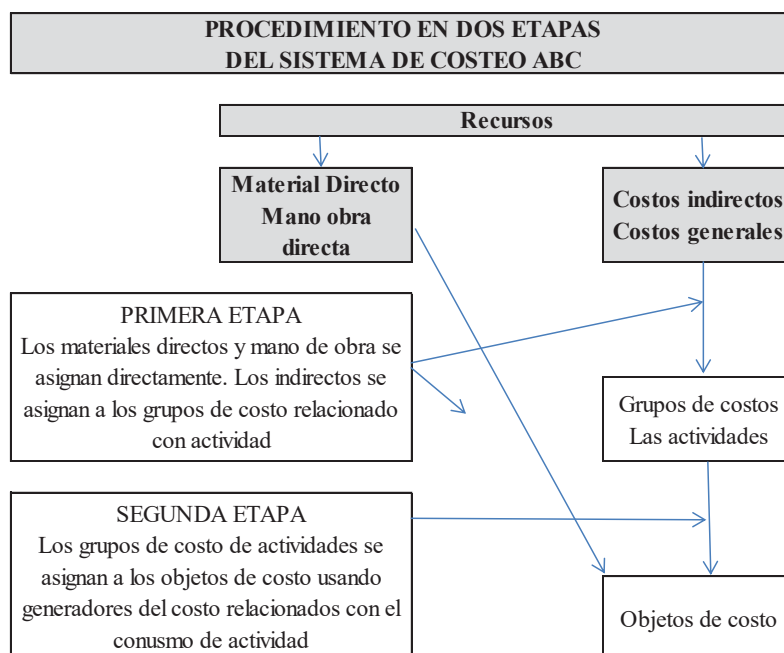 PROCEDIMIENTO EN DOS ETAPAS
DEL SISTEMA DE COSTEO ABC
Recursos
Material Directo
Mano obra
directa
Costos indirectos
Costos generales
PRIMERA ETAPA
Los materiales directos y mano de obra se
asignan directamente. Los indirectos se
asignan a los grupos de costo relacionado
con actividad
Grupos de costos
Las actividades
SEGUNDA ETAPA
Los grupos de costo de actividades se
asignan a los objetos de costo usando
generadores del costo relacionados con el
conusmo de actividad
Objetos de costo